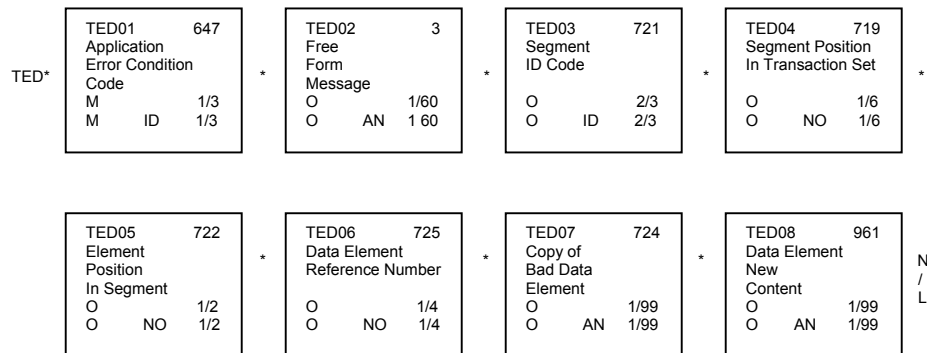 TED*
TED01 647
Application
Error Condition
Code
M 1/3
M ID 1/3
*
TED02 3
Free
Form
Message
O 1/60
O AN 1 60
*
TED03 721
Segment
ID Code
O 2/3
O ID 2/3
*
TED04 719
Segment Position
In Transaction Set
O 1/6
O NO 1/6
*
TED05 722
Element
Position
In Segment
O 1/2
O NO 1/2
*
TED06 725
Data Element
Reference Number
O 1/4
O NO 1/4
*
TED07 724
Copy of
Bad Data
Element
O 1/99
O AN 1/99
*
TED08 961
Data Element
New
Content
O 1/99
O AN 1/99
N
/
L